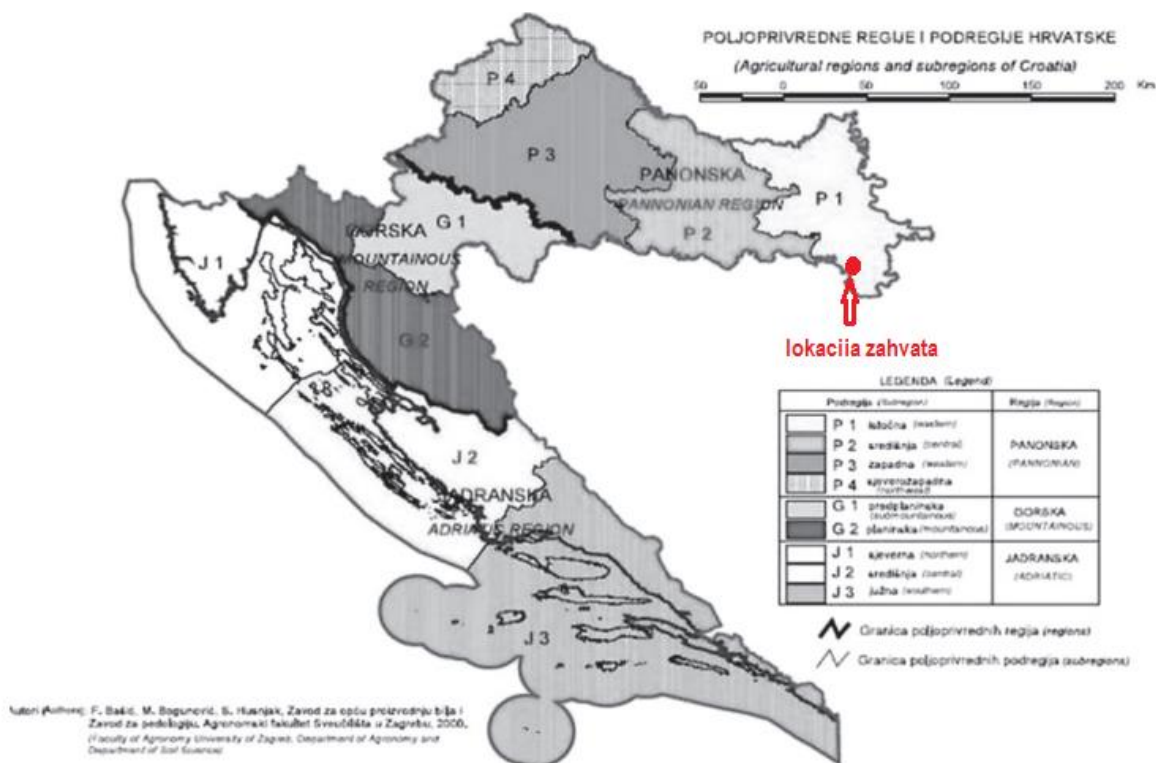 POLJOPRIVREDNE REGIJE I PODREGIJE HRVATSKE
(Agricultural regions and subregions of Croatia)
50 0 50 100 150 200 Km
P 4
P 3
PANONSKA
PANNONIAN REGION
P 2
P 1
G 1
GORSKA
MOUNTAINOUS
REGION
J 1
G 2
lokacija zahvata
J 2
JADRANSKA
ADRIATIC REGION
J 3
LEGENDA (Legend)
Podregija (Subregion) Regija (Region)
P 1 istočna (eastern)
P 2 središnja (central)
P 3 zapadna (western)
P 4 sjeverozapadna
PANONSKA
(PANNONIAN)
G 1 predplaninska
(submountainous)
G 2 planinska (mountainous)
GORSKA
(MOUNTAINOUS)
J 1 sjeverna (northern)
J 2 središnja (central)
J 3 južna (southern)
JADRANSKA
(ADRIATIC)
Granica poljoprivrednih regija (regions)
Granica poljoprivrednih podregija (subregions)
Autori (Authors): F. Bašić, M. Bogunović, S. Husnjak, Zavod za opću proizvodnju bilja i
Zavod za pedologiju, Agronomski fakultet Sveučilišta u Zagrebu, 2000.
(Faculty of Agronomy University of Zagreb, Department of Agronomy and
Department of Soil Science)